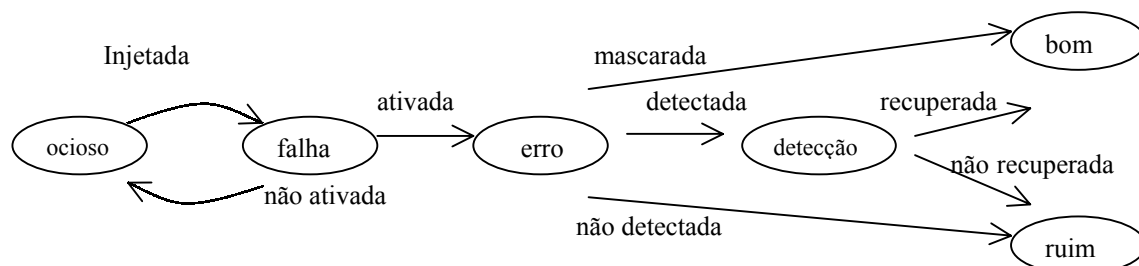 Injetada
mascarada
bom
ativada
detectada
recuperada
ocioso
falha
erro
detecção
não recuperada
não ativada
não detectada
ruim